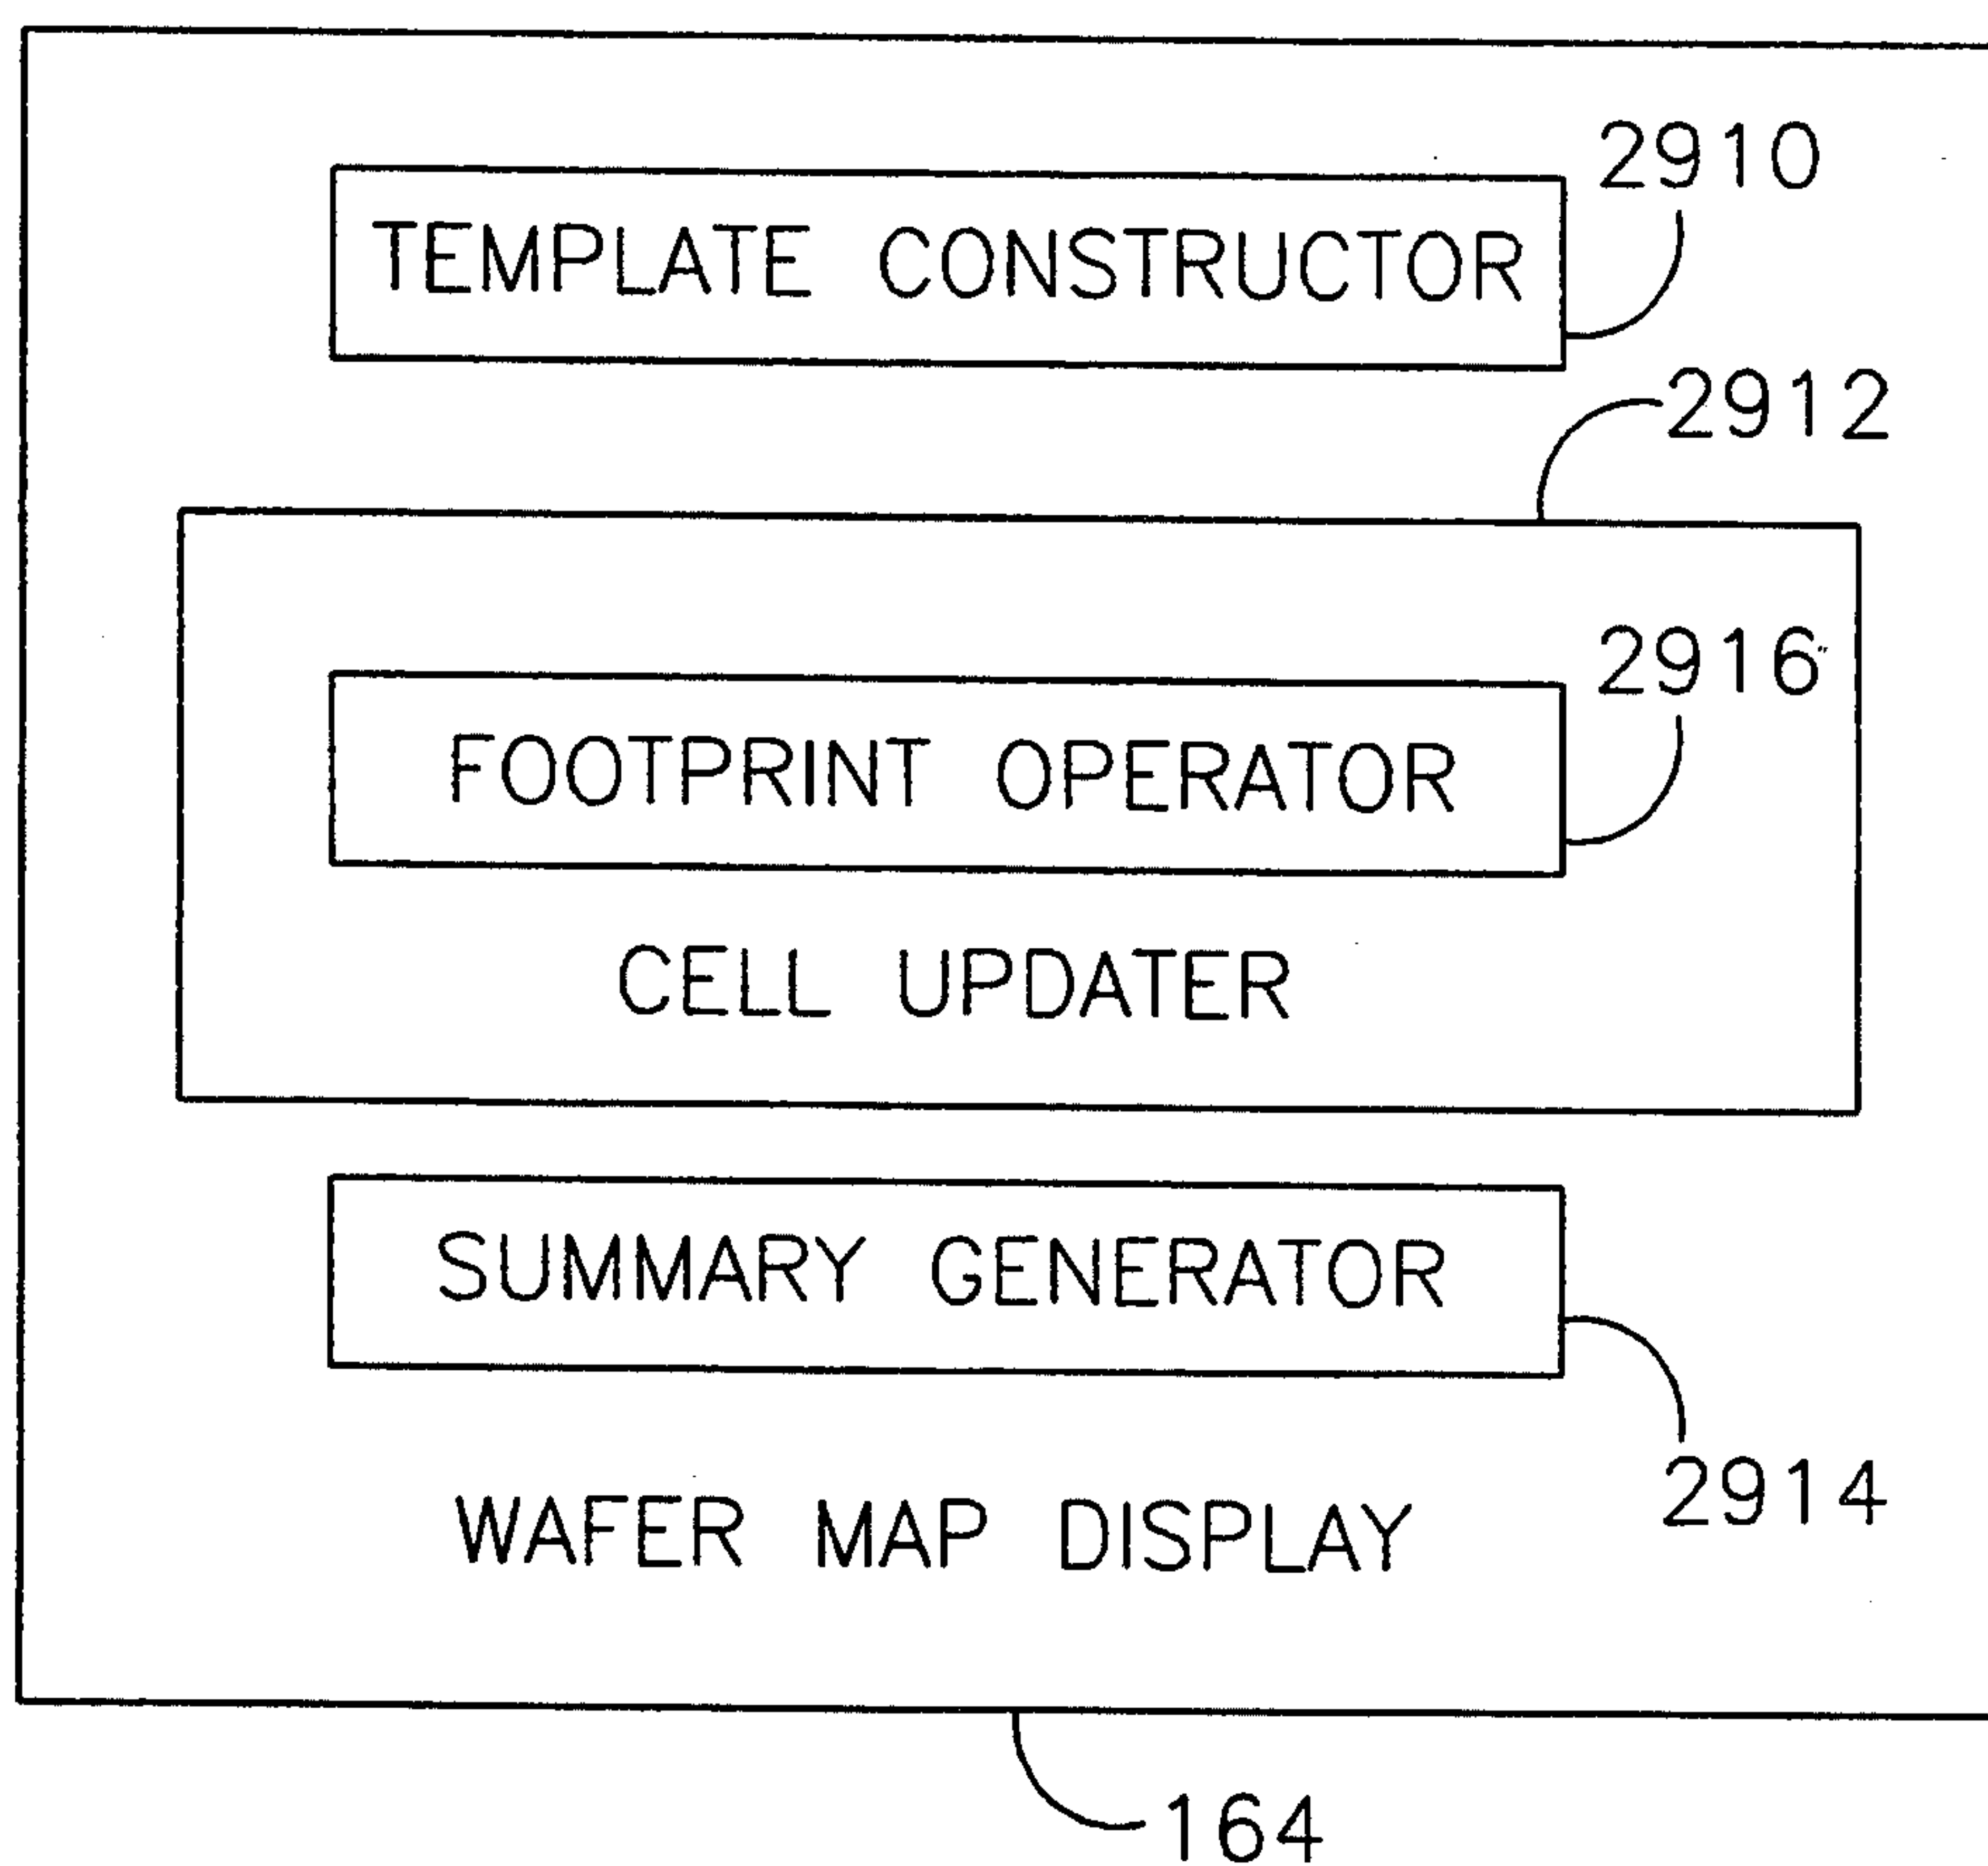 2910
TEMPLATE CONSTRUCTOR
2912
2916
FOOTPRINT OPERATOR
CELL UPDATER
SUMMARY GENERATOR
2914
WAFER MAP DISPLAY
164